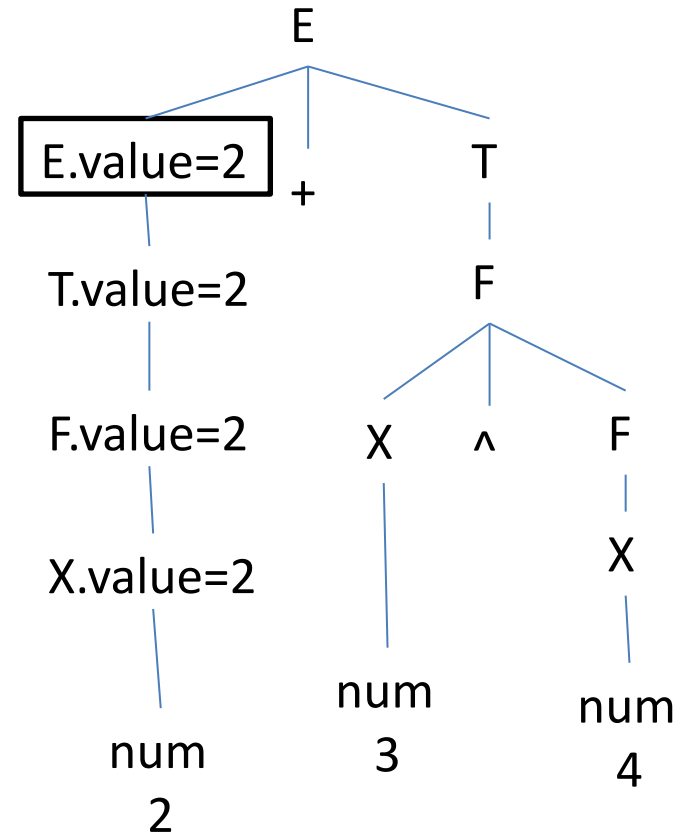 E
E.value=2
+
T
T.value=2
F
F.value=2
X
^
F
X.value=2
X
num
2
num
3
num
4